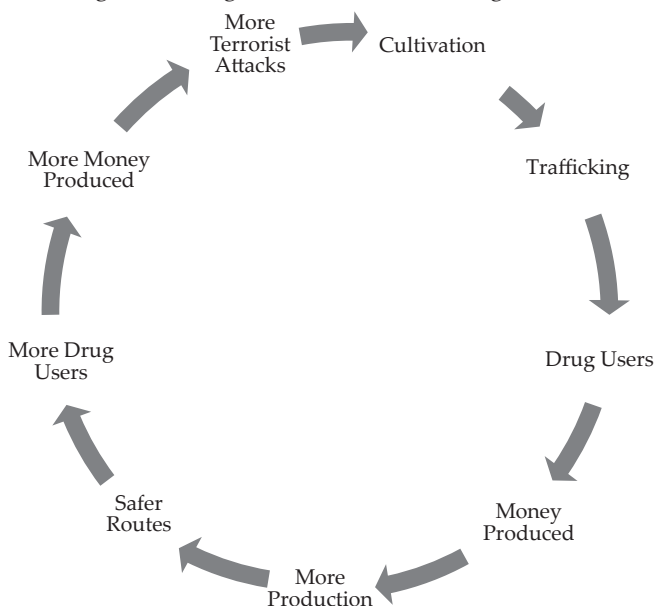 More
Terrorist
Attacks
Cultivation
Trafficking
Drug Users
Money
Produced
More
Production
Safer
Routes
More Drug
Users
More Money
Produced